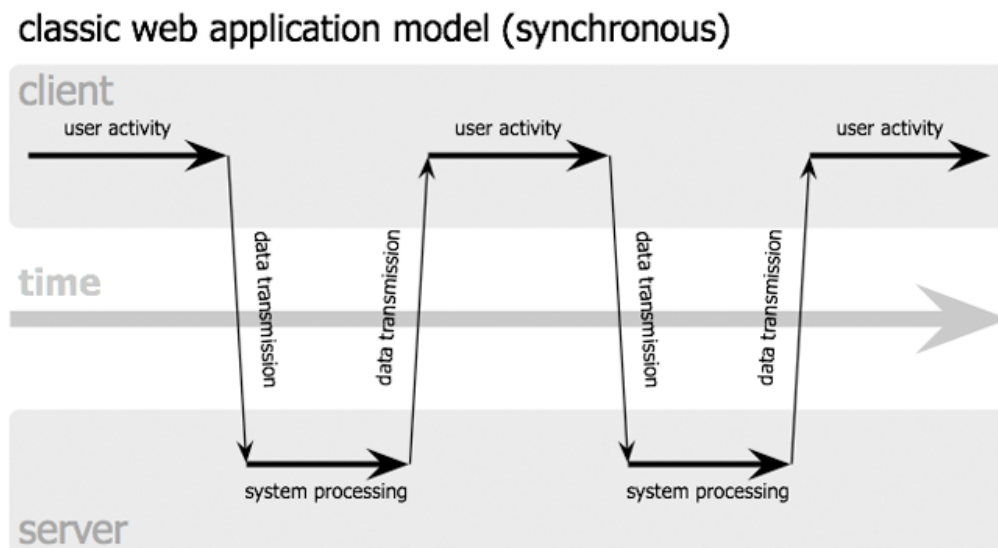 classic web application model (synchronous)
client
user activity
user activity
user activity
data transmission
data transmission
data transmission
data transmission
time
system processing
system processing
server